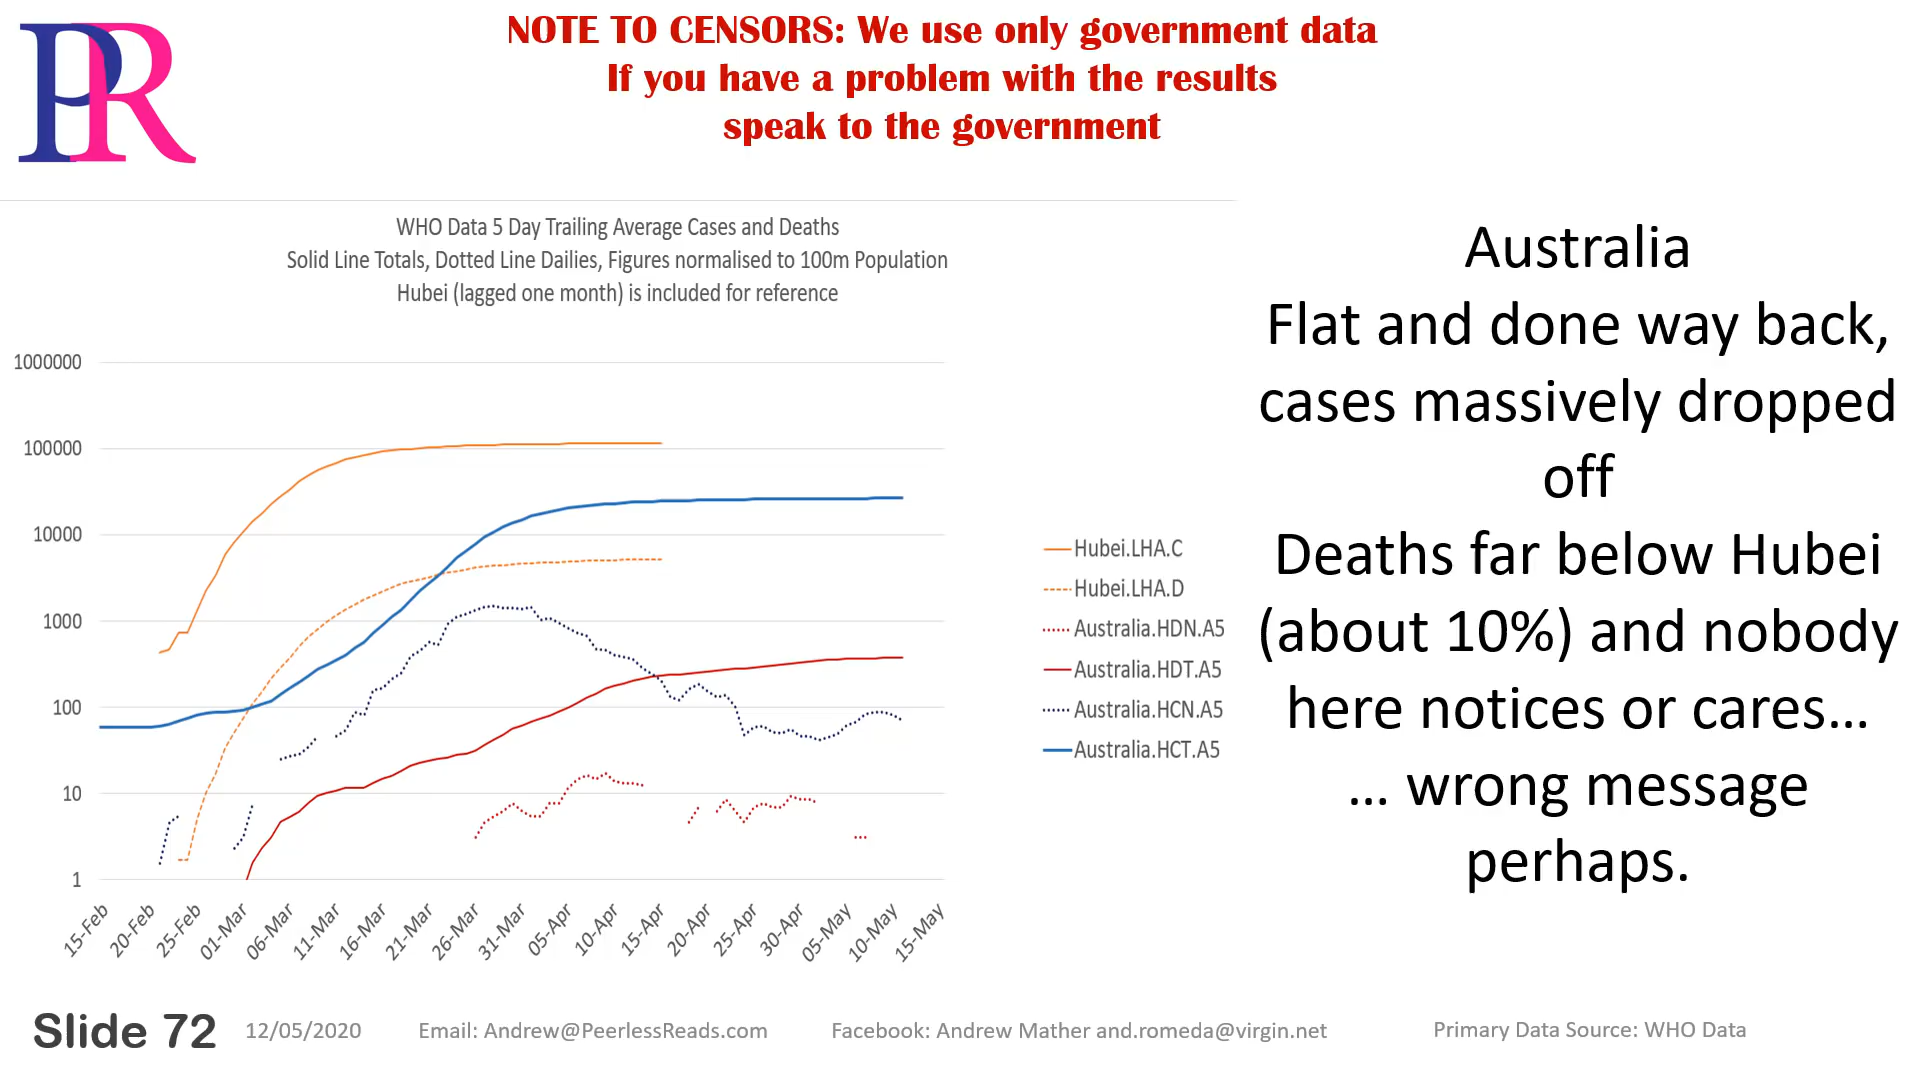 PR
NOTE TO CENSORS: We use only government data
If you have a problem with the results
speak to the government
WHO Data 5 Day Trailing Average Cases and Deaths
Solid Line Totals, Dotted Line Dailies, Figures normalised to 100m Population
Hubei (lagged one month) is included for reference
1000000
100000
10000
1000
100
10
1
15-Feb
20-Feb
25-Feb
01-Mar
06-Mar
11-Mar
16-Mar
21-Mar
26-Mar
31-Mar
05-Apr
10-Apr
15-Apr
20-Apr
25-Apr
30-Apr
05-May
10-May
15-May
Hubei.LHA.C
Hubei.LHA.D
Australia.HDN.A5
Australia.HDT.A5
Australia.HCN.A5
Australia.HCT.A5
Australia
Flat and done way back,
cases massively dropped
off
Deaths far below Hubei
(about 10%) and nobody
here notices or cares…
… wrong message
perhaps.
Slide 72
12/05/2020
Email: Andrew@PeerlessReads.com
Facebook: Andrew Mather and.romeda@virgin.net
Primary Data Source: WHO Data